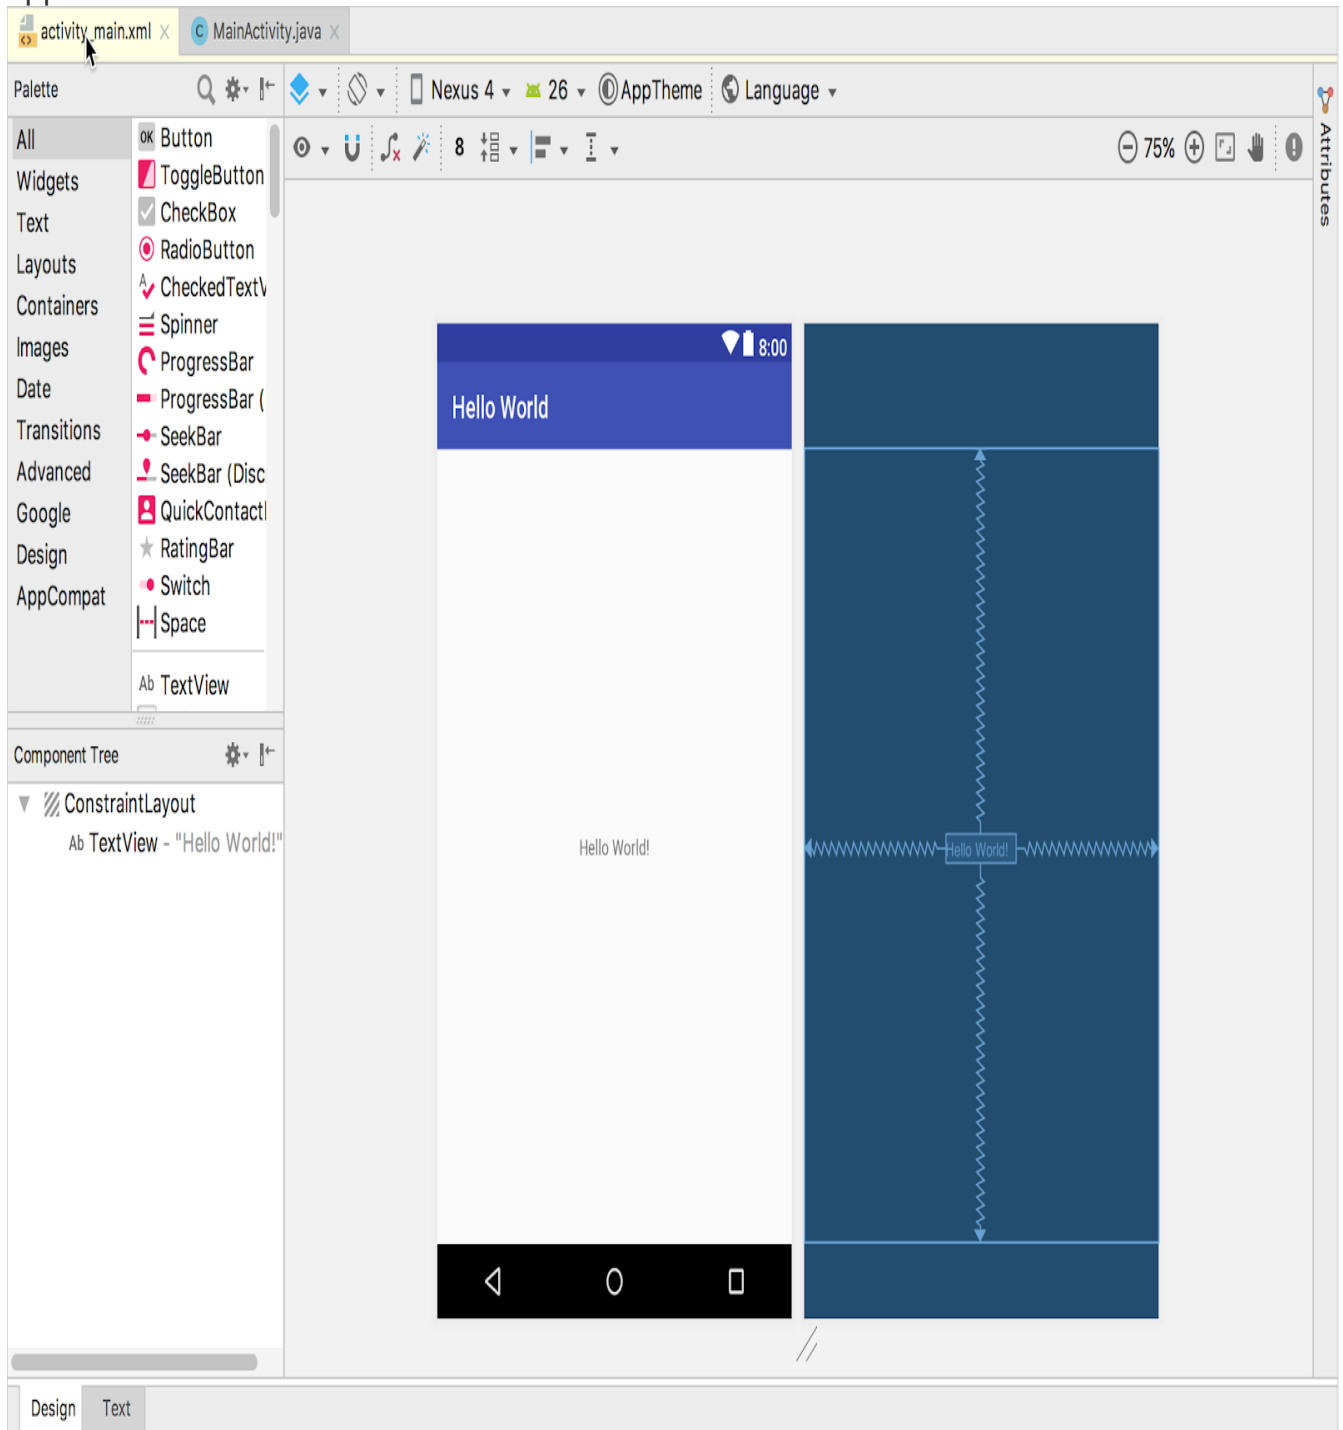 activity_main.xml
MainActivity.java
Palette
Nexus 4
26
AppTheme
Language
Attributes
8
75%
All
Widgets
Text
Layouts
Containers
Images
Date
Transitions
Advanced
Google
Design
AppCompat
OK Button
ToggleButton
CheckBox
RadioButton
CheckedTextV
Spinner
ProgressBar
ProgressBar (
SeekBar
SeekBar (Disc
QuickContact
RatingBar
Switch
Space
Ab TextView
Component Tree
ConstraintLayout
Ab TextView - "Hello World!"
8:00
Hello World
Hello World!
Hello World!
Design
Text